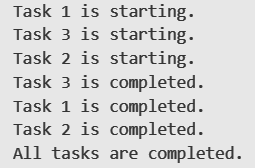 Task 1 is starting.
Task 3 is starting.
Task 2 is starting.
Task 3 is completed.
Task 1 is completed.
Task 2 is completed.
All tasks are completed.